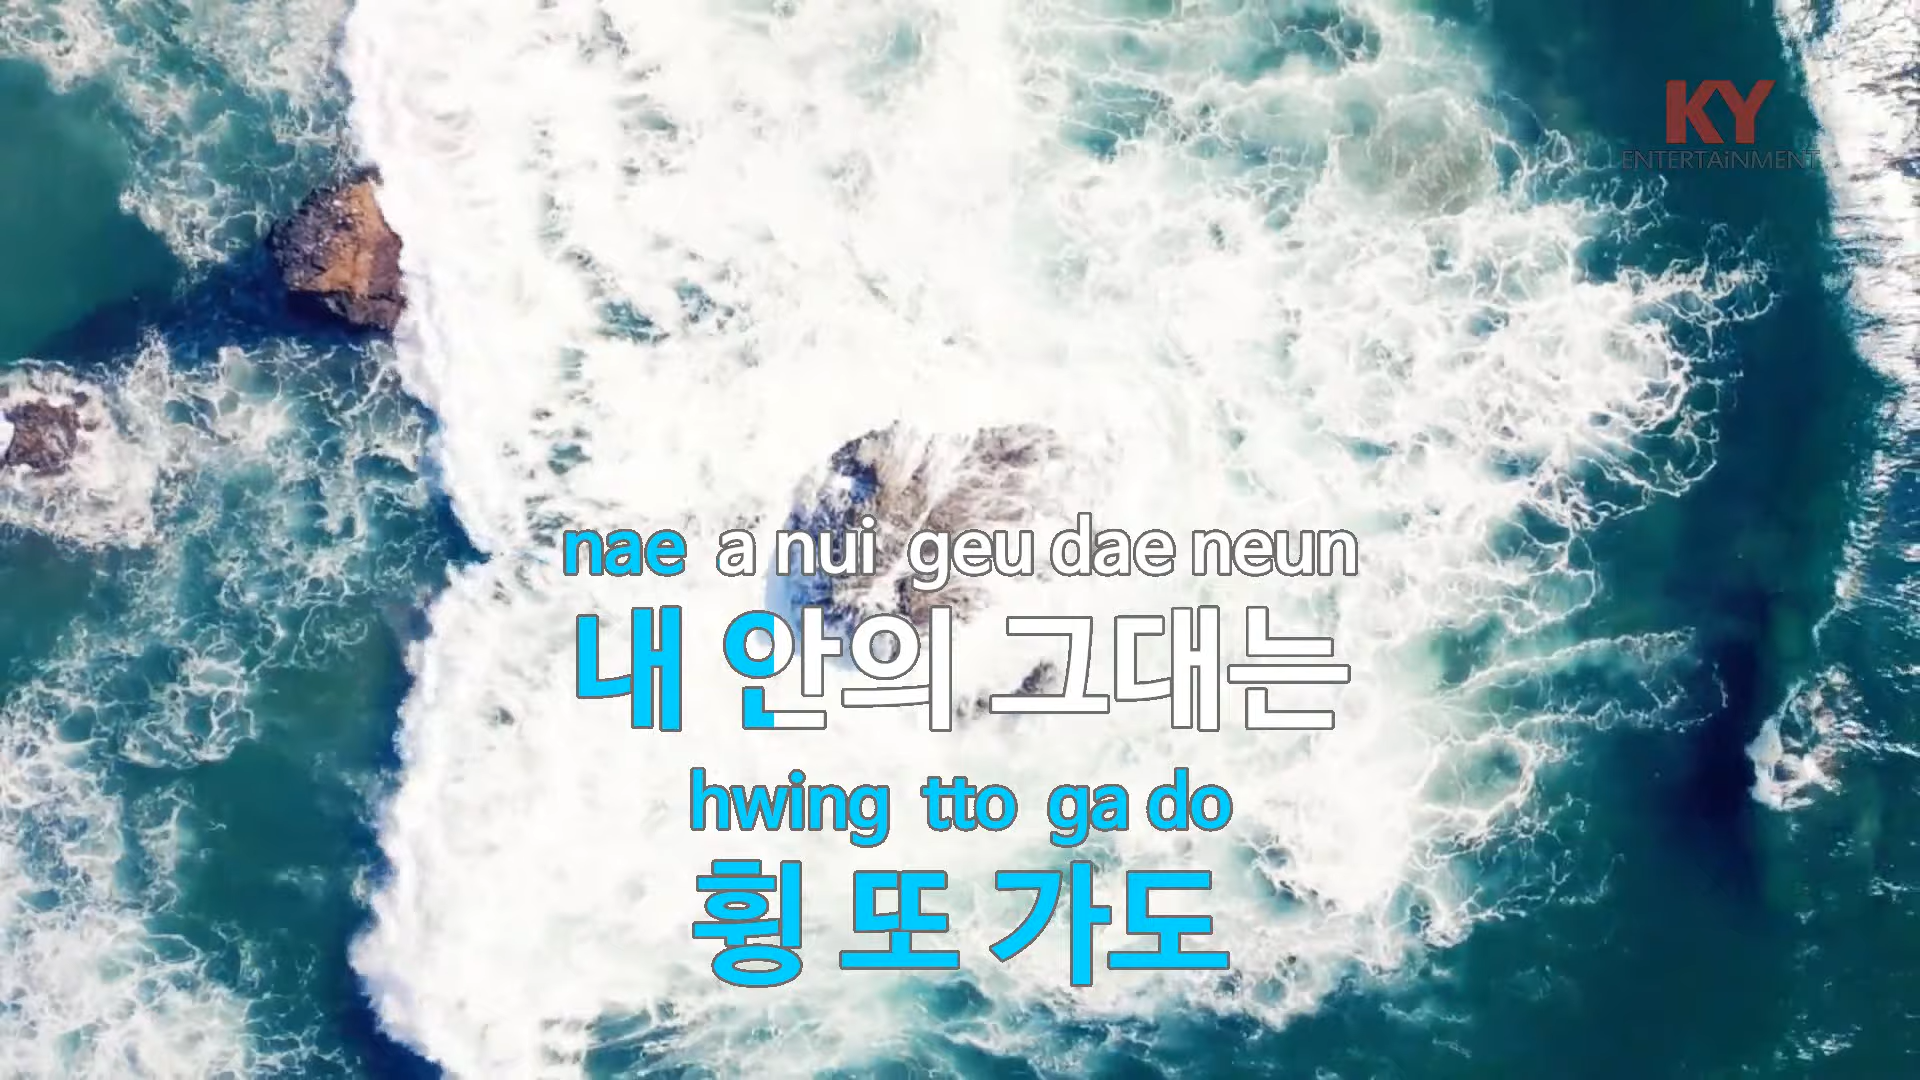 KY
ENTERTAiNMENT
nae a nui geu dae neun
내 안의 그대는
hwing tto ga do
휭 또 가도